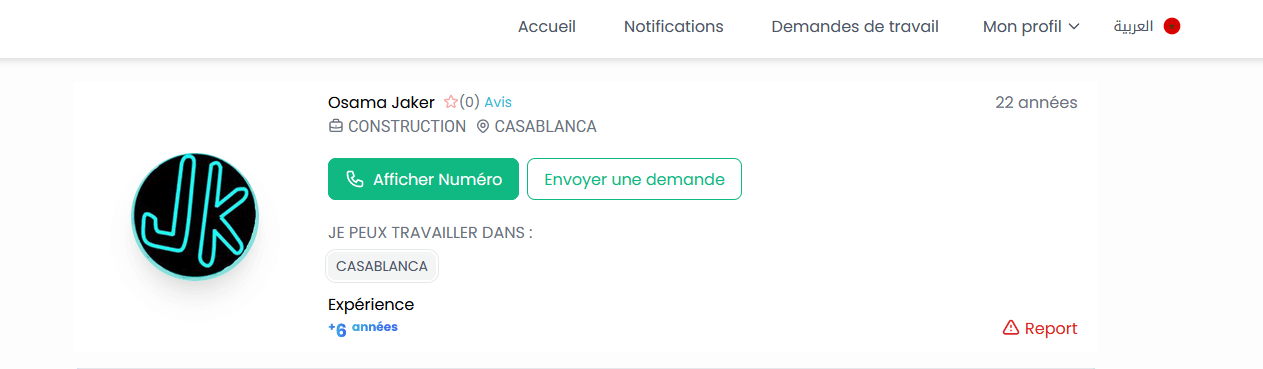 Accueil Notifications Demandes de travail Mon profil العربية
Osama Jaker (0) Avis 22 années
CONSTRUCTION CASABLANCA
JK
Afficher Numéro Envoyer une demande
JE PEUX TRAVAILLER DANS :
CASABLANCA
Expérience
+6 années Report